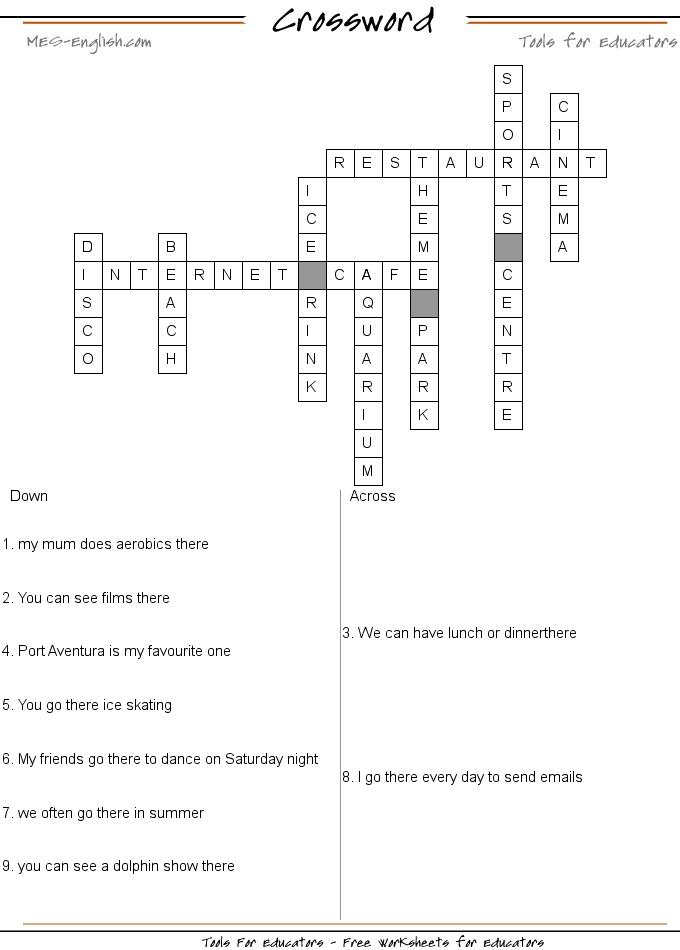 Crossword
MES-English.com
Tools for Educators
S
P C
O I
R E S T A U R A N T
I H T E
C E S M
D B E M A
I N T E R N E T C A F E C
S A R Q E
C C I U P N
O H N A A T
K R R R
I K E
U
M
Down
Across
1. my mum does aerobics there
2. You can see films there
3. We can have lunch or dinnerthere
4. Port Aventura is my favourite one
5. You go there ice skating
6. My friends go there to dance on Saturday night
8. I go there every day to send emails
7. we often go there in summer
9. you can see a dolphin show there
Tools For Educators - Free Worksheets for Educators